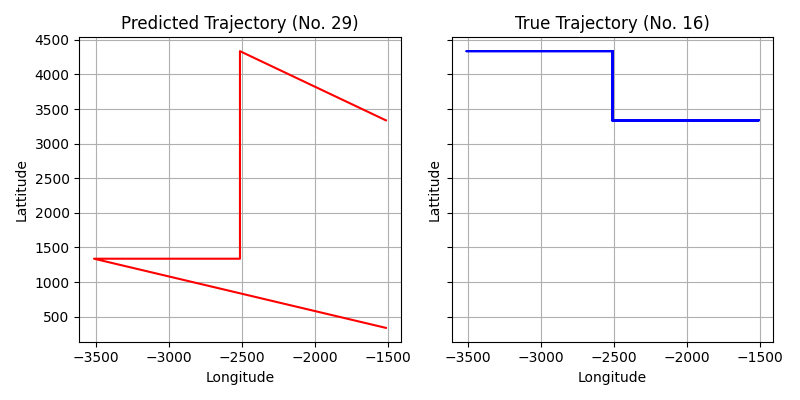 Predicted Trajectory (No. 29)
True Trajectory (No. 16)
4500
4000
3500
3000
2500
2000
1500
1000
500
Lattitude
Lattitude
−3500 −3000 −2500 −2000 −1500
−3500 −3000 −2500 −2000 −1500
Longitude
Longitude